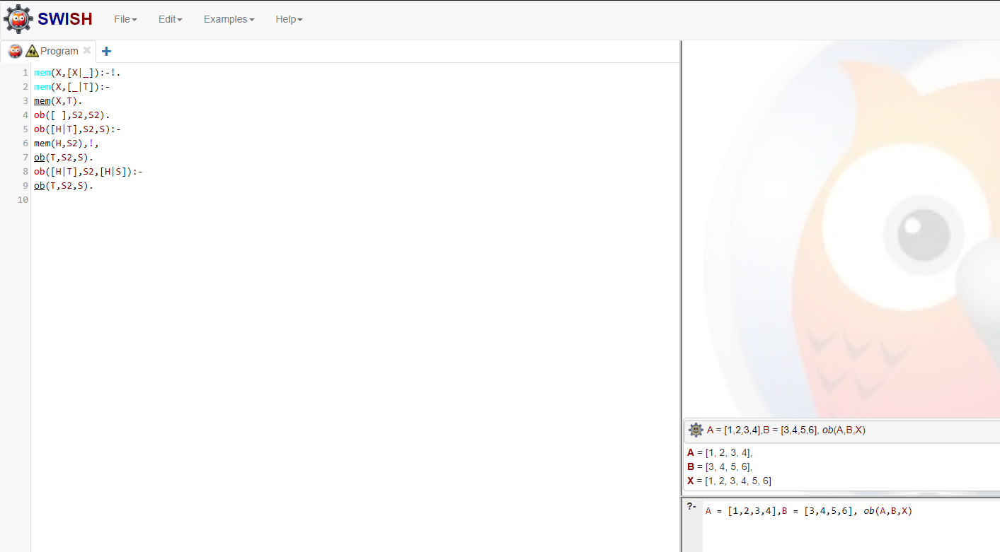 SWISH File Edit Examples Help
Program
1 mem(X,[X|_]):-!.
2 mem(X,[_|T]):-
3 mem(X,T).
4 ob([ ],S2,S2).
5 ob([H|T],S2,S):-
6 mem(H,S2),!,
7 ob(T,S2,S).
8 ob([H|T],S2,[H|S]):-
9 ob(T,S2,S).
10
A = [1,2,3,4],B = [3,4,5,6], ob(A,B,X)
A = [1, 2, 3, 4],
B = [3, 4, 5, 6],
X = [1, 2, 3, 4, 5, 6]
?- A = [1,2,3,4],B = [3,4,5,6], ob(A,B,X)